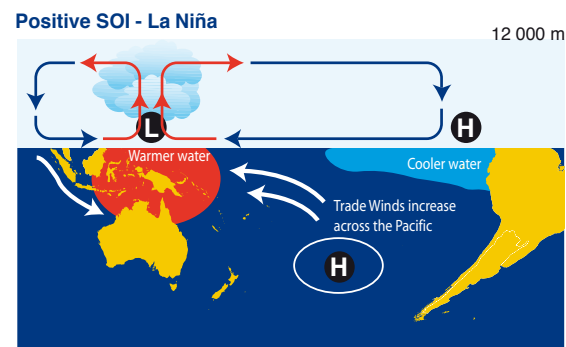 Positive SOI - La Niña
12 000 m
L
H
Warmer water
Cooler water
Trade Winds increase
across the Pacific
H